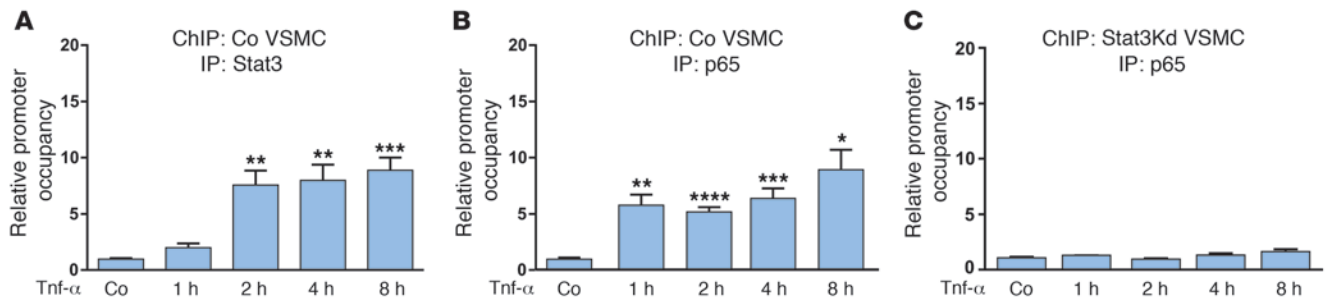 A
ChIP: Co VSMC
IP: Stat3
Relative promoter
occupancy
20
15
10
5
0
** ** ***
Tnf-α Co 1 h 2 h 4 h 8 h
B
ChIP: Co VSMC
IP: p65
Relative promoter
occupancy
20
15
10
5
0
** **** *** *
Tnf-α Co 1 h 2 h 4 h 8 h
C
ChIP: Stat3Kd VSMC
IP: p65
Relative promoter
occupancy
20
15
10
5
0
Tnf-α Co 1 h 2 h 4 h 8 h